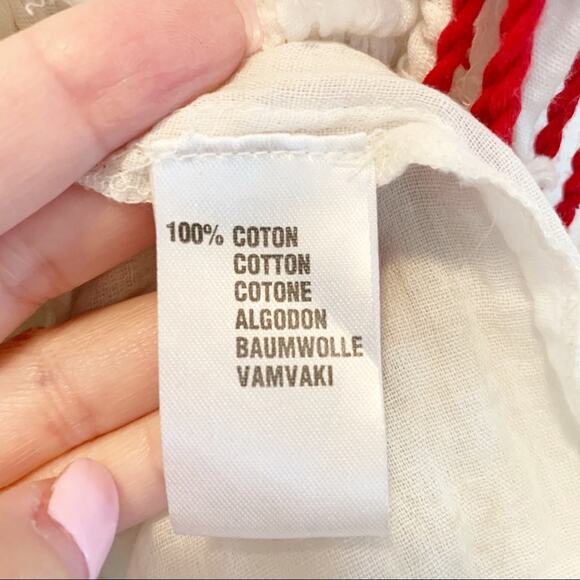 100% COTON
COTTON
COTONE
ALGODON
BAUMWOLLE
VAMVAKI